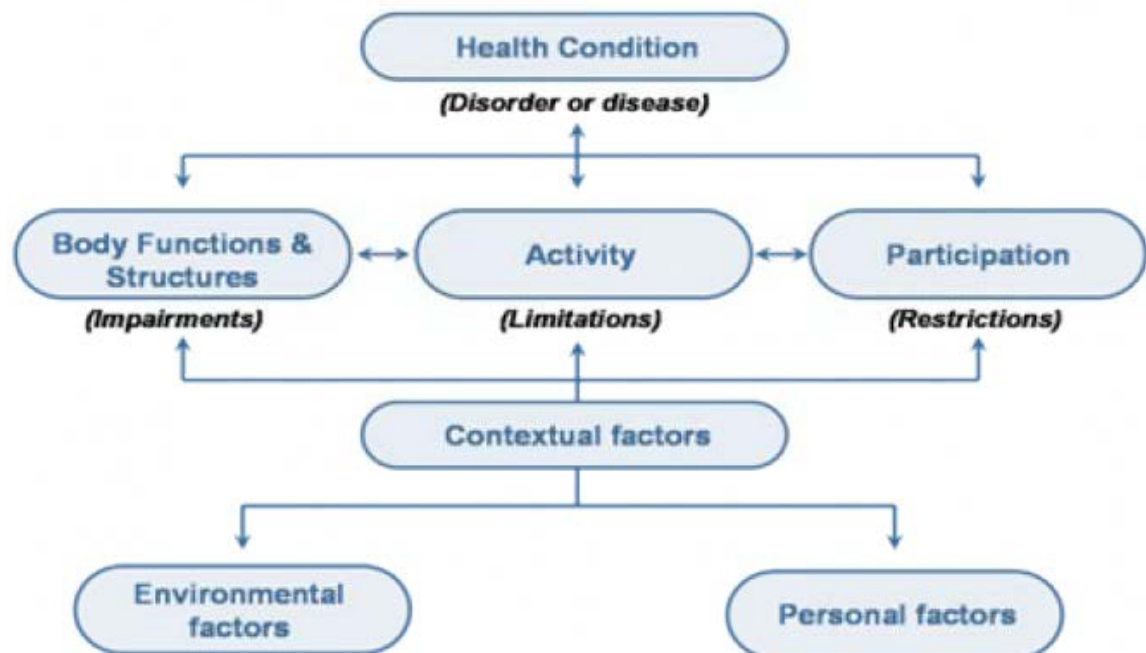 Health Condition
(Disorder or disease)
Body Functions &
Structures
Activity
Participation
(Impairments)
(Limitations)
(Restrictions)
Contextual factors
Environmental
factors
Personal factors